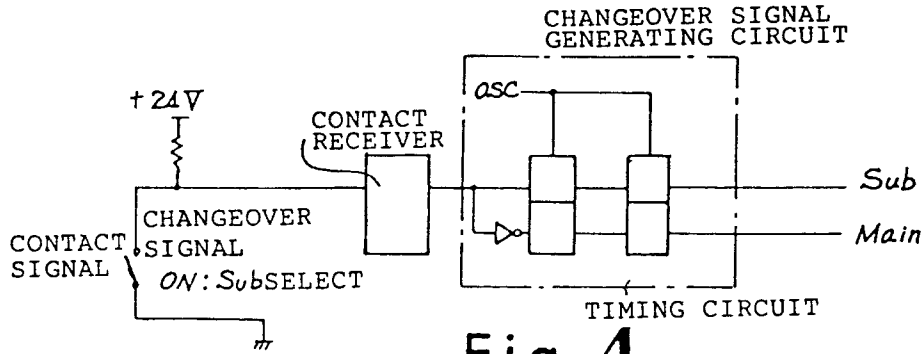 CHANGEOVER SIGNAL
GENERATING CIRCUIT
+24V
OSC
CONTACT
RECEIVER
Sub
CHANGEOVER
SIGNAL
CONTACT
SIGNAL
ON: SubSELECT
Main
TIMING CIRCUIT
Fig. 4